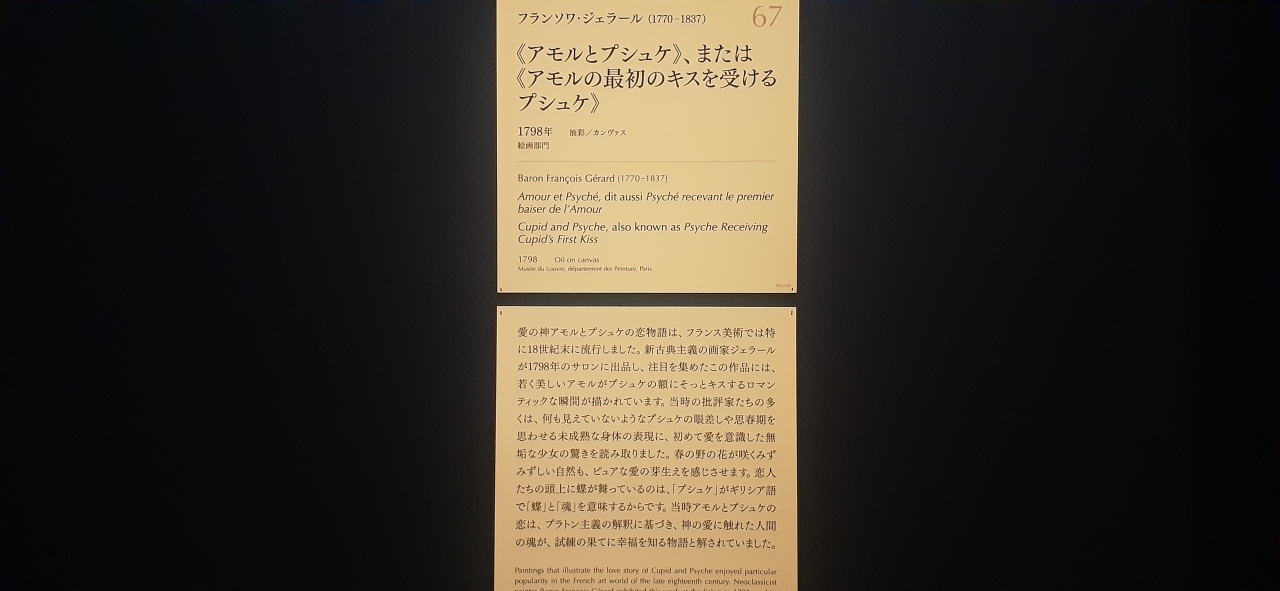 フランソワ・ジェラール (1770–1837)
67
《アモルとプシュケ》、または
《アモルの最初のキスを受ける
プシュケ》
1798年 油彩／カンヴァス
絵画部門
Baron François Gérard (1770–1837)
Amour et Psyché, dit aussi Psyché recevant le premier
baiser de l'Amour
Cupid and Psyche, also known as Psyche Receiving
Cupid's First Kiss
1798 Oil on canvas
Musée du Louvre, département des Peinture, Paris
愛の神アモルとプシュケの恋物語は、フランス美術では特
に18世紀末に流行しました。新古典主義の画家ジェラール
が1798年のサロンに出品し、注目を集めたこの作品には、
若く美しいアモルがプシュケの額にそっとキスするロマン
ティックな瞬間が描かれています。当時の批評家たちの多
くは、何も見えていないようなプシュケの眼差しや思春期を
思わせる未成熟な身体の表現に、初めて愛を意識した無
垢な少女の驚きを読み取りました。春の野の花が咲くみず
みずしい自然も、ピュアな愛の芽生えを感じさせます。恋人
たちの頭上に蝶が舞っているのは、「プシュケ」がギリシア語
で「蝶」と「魂」を意味するからです。当時アモルとプシュケの
恋は、プラトン主義の解釈に基づき、神の愛に触れた人間
の魂が、試練の果てに幸福を知る物語と解されていました。
Paintings that illustrate the love story of Cupid and Psyche enjoyed particular
popularity in the French art world of the late eighteenth century. Neoclassicist